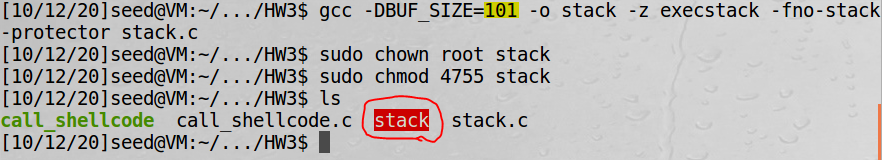 [10/12/20]seed@VM:~/.../HW3$ gcc -DBUF_SIZE=101 -o stack -z execstack -fno-stack
-protector stack.c
[10/12/20]seed@VM:~/.../HW3$ sudo chown root stack
[10/12/20]seed@VM:~/.../HW3$ sudo chmod 4755 stack
[10/12/20]seed@VM:~/.../HW3$ ls
call_shellcode  call_shellcode.c  stack  stack.c
[10/12/20]seed@VM:~/.../HW3$